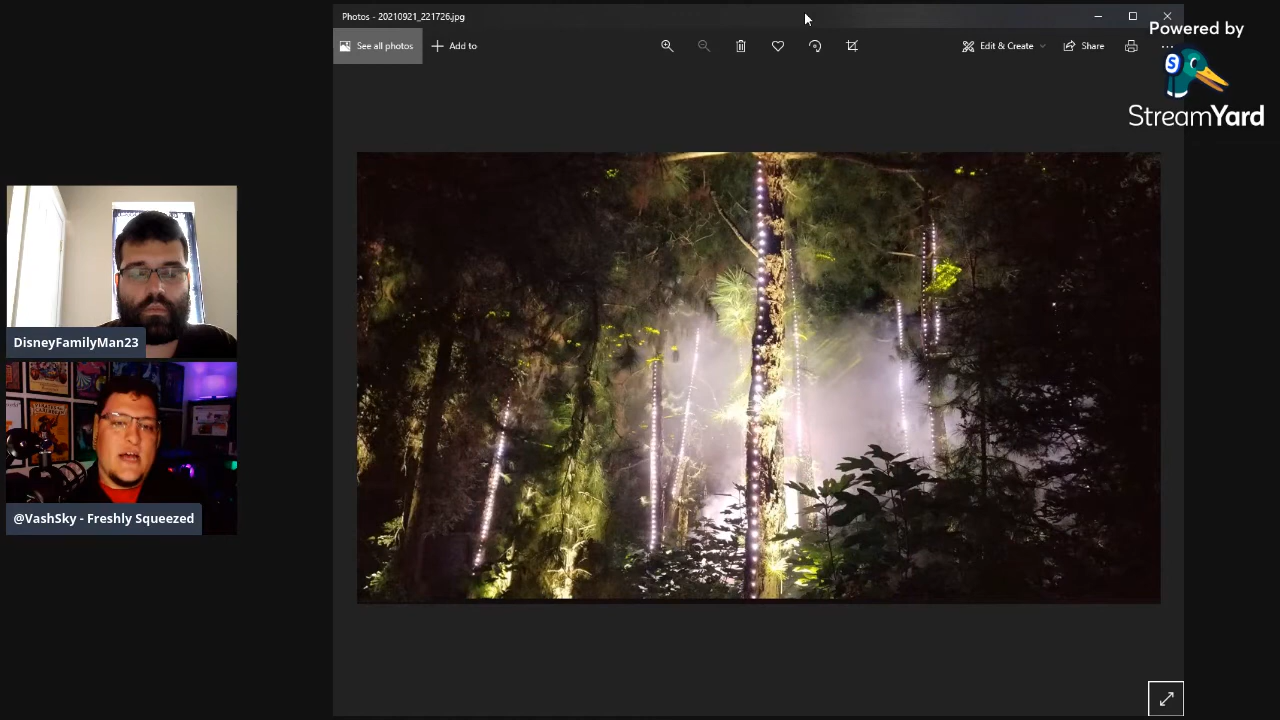 Photos - 20210921_221726.jpg
See all photos
Add to
Edit & Create
Share
Powered by
S
StreamYard
DisneyFamilyMan23
@VashSky - Freshly Squeezed